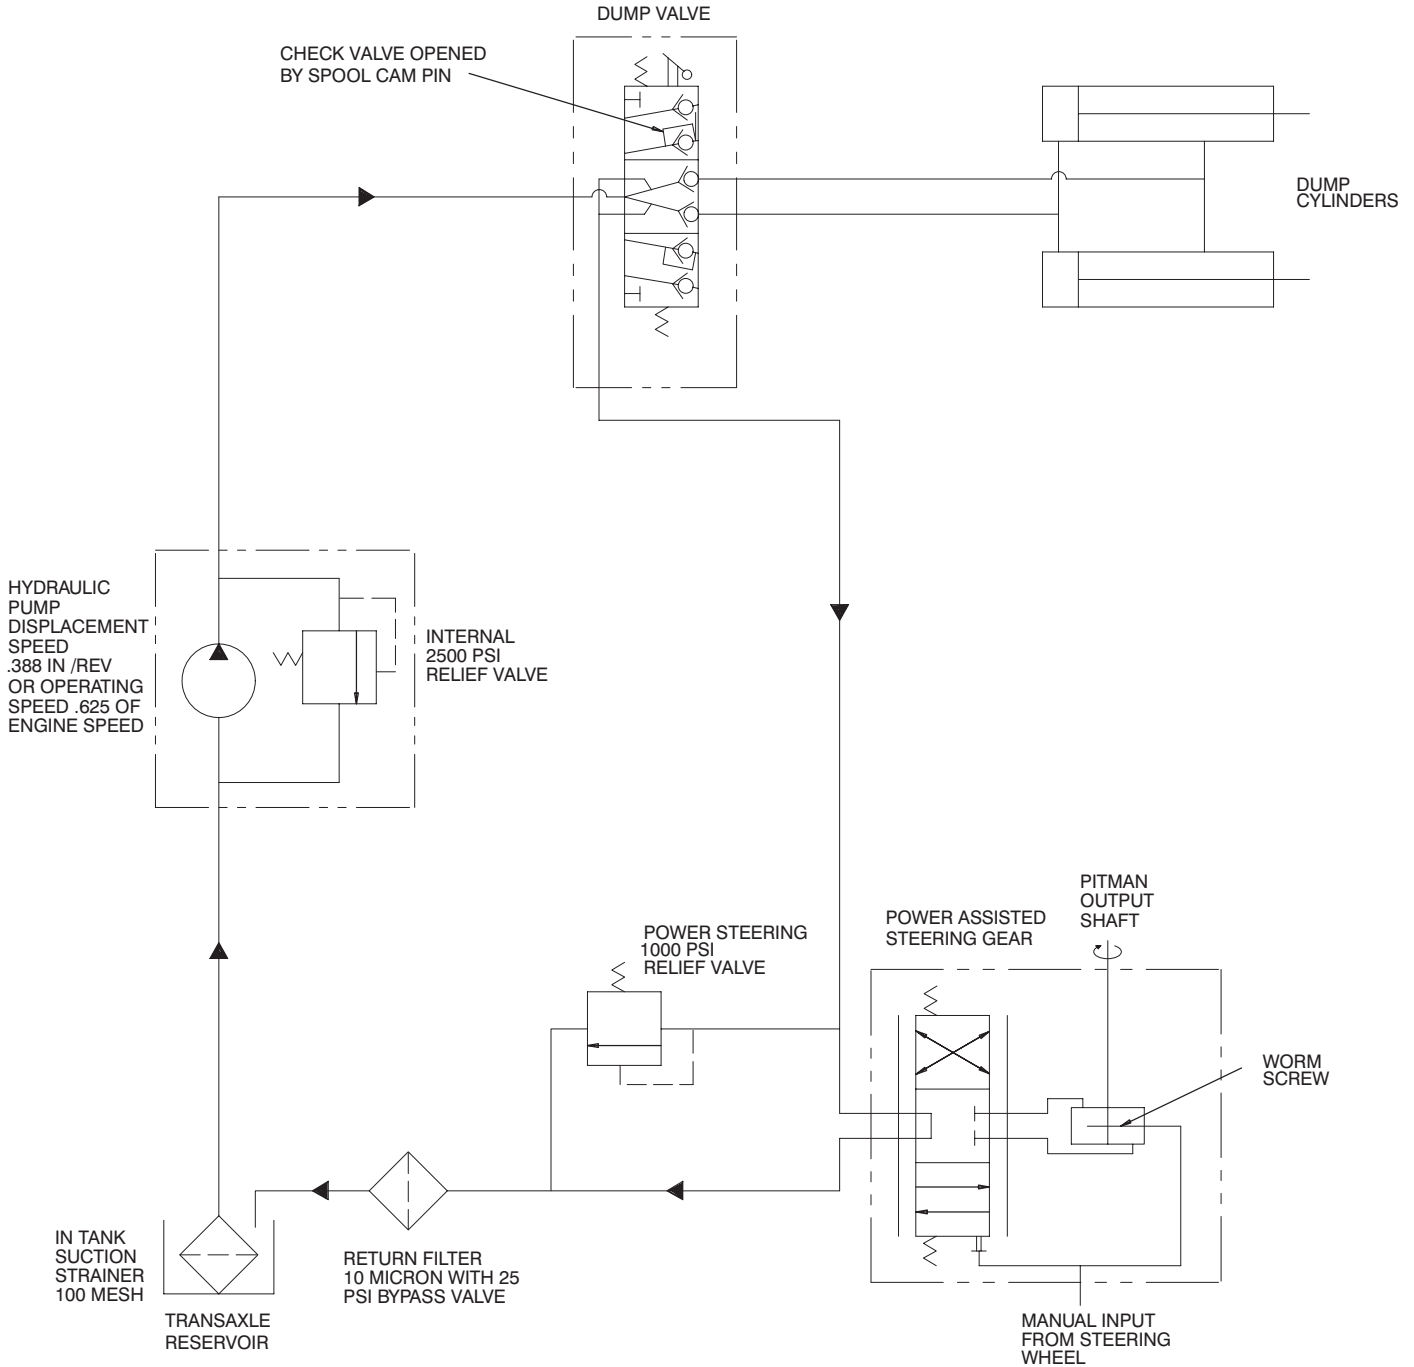 DUMP VALVE
CHECK VALVE OPENED
BY SPOOL CAM PIN
DUMP
CYLINDERS
HYDRAULIC
PUMP
DISPLACEMENT
SPEED
.388 IN /REV
OR OPERATING
SPEED .625 OF
ENGINE SPEED
INTERNAL
2500 PSI
RELIEF VALVE
PITMAN
OUTPUT
SHAFT
POWER ASSISTED
STEERING GEAR
POWER STEERING
1000 PSI
RELIEF VALVE
WORM
SCREW
IN TANK
SUCTION
STRAINER
100 MESH
TRANSAXLE
RESERVOIR
RETURN FILTER
10 MICRON WITH 25
PSI BYPASS VALVE
MANUAL INPUT
FROM STEERING
WHEEL